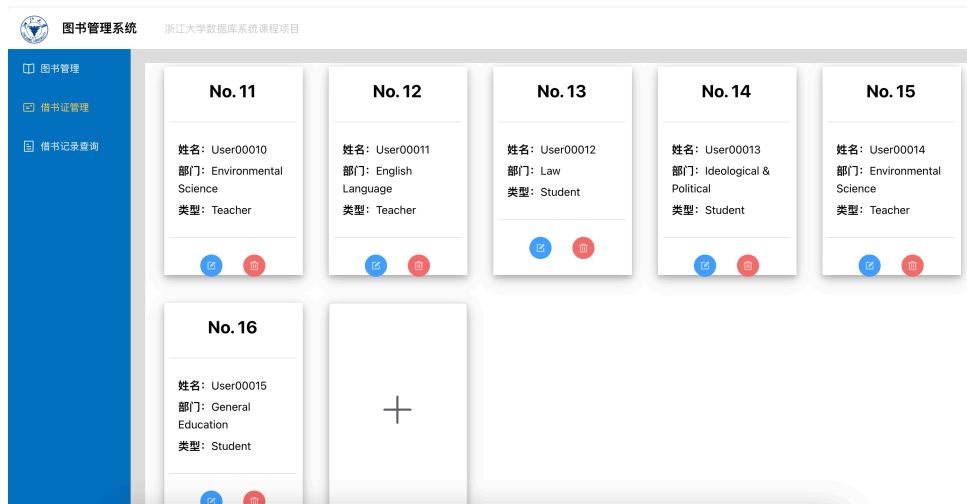 图书管理系统 浙江大学数据库系统课程项目
图书管理
借书证管理
借书记录查询
No. 11
姓名：User00010
部门：Environmental
Science
类型：Teacher
No. 12
姓名：User00011
部门：English
Language
类型：Teacher
No. 13
姓名：User00012
部门：Law
类型：Student
No. 14
姓名：User00013
部门：Ideological &
Political
类型：Student
No. 15
姓名：User00014
部门：Environmental
Science
类型：Teacher
No. 16
姓名：User00015
部门：General
Education
类型：Student